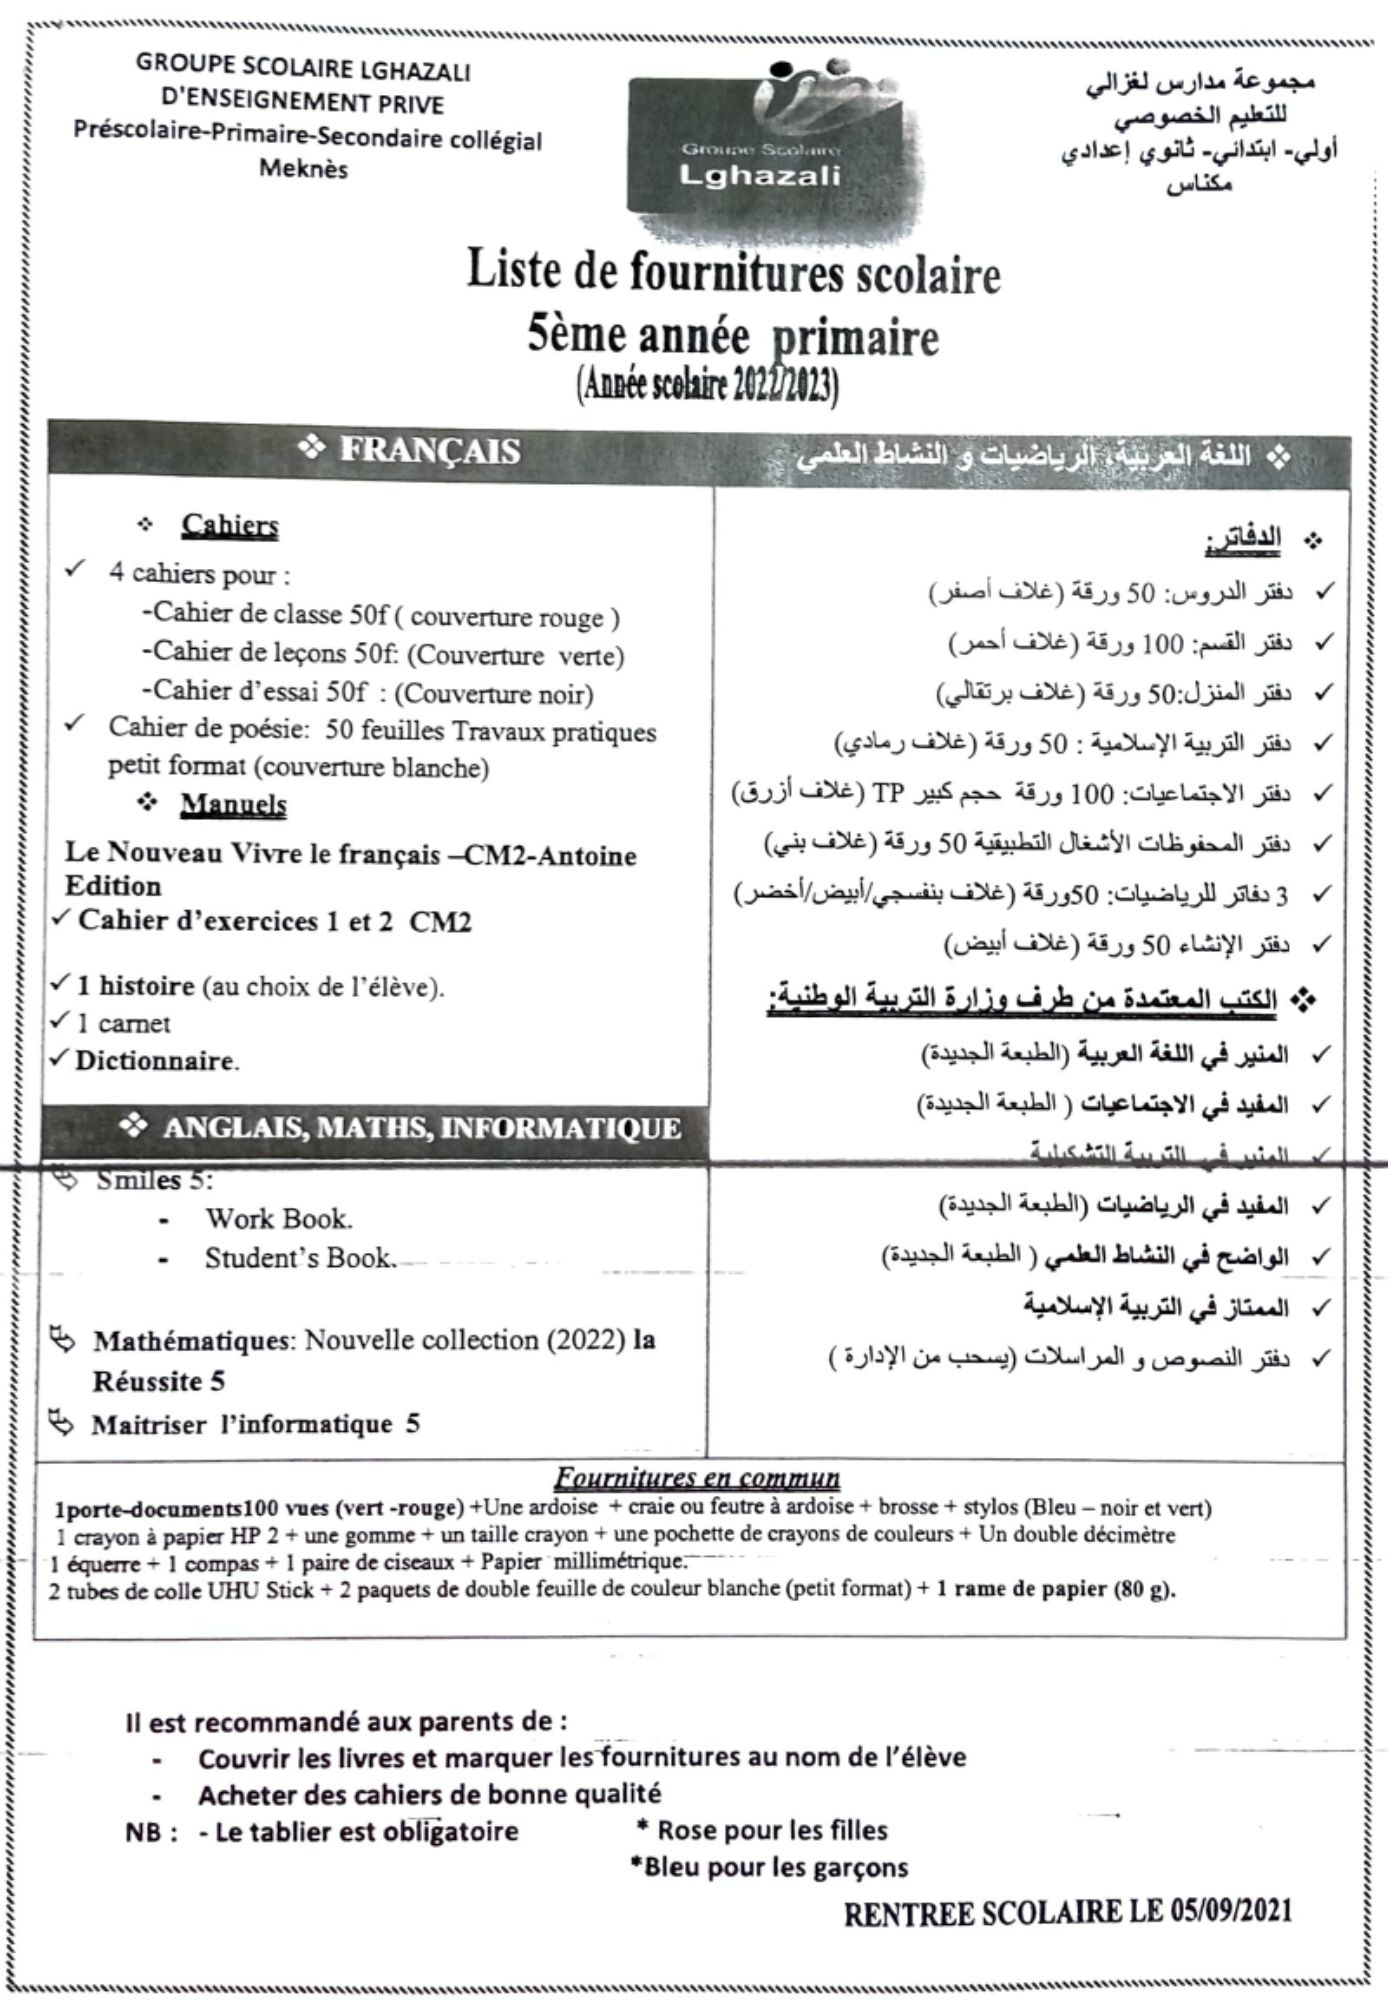 GROUPE SCOLAIRE LGHAZALI
D'ENSEIGNEMENT PRIVE
Préscolaire-Primaire-Secondaire collégial
Meknès
Groupe Scolaire
Lghazali
مجموعة مدارس لغزالي
للتعليم الخصوصي
أولي- ابتدائي- ثانوي إعدادي
مكناس
Liste de fournitures scolaire
5ème année primaire
(Année scolaire 2022/2023)
❖ FRANÇAIS
❖ Cahiers
✓ 4 cahiers pour :
-Cahier de classe 50f ( couverture rouge )
-Cahier de leçons 50f: (Couverture verte)
-Cahier d'essai 50f : (Couverture noir)
✓ Cahier de poésie: 50 feuilles Travaux pratiques
petit format (couverture blanche)
❖ Manuels
Le Nouveau Vivre le français –CM2-Antoine
Edition
✓ Cahier d'exercices 1 et 2 CM2
✓ 1 histoire (au choix de l'élève).
✓ 1 carnet
✓ Dictionnaire.
❖ ANGLAIS, MATHS, INFORMATIQUE
Smiles 5:
- Work Book.
- Student's Book.
Mathématiques: Nouvelle collection (2022) la
Réussite 5
Maitriser l'informatique 5
❖ اللغة العربية، الرياضيات و النشاط العلمي
❖ الدفاتر:
✓ دفتر الدروس: 50 ورقة (غلاف أصفر)
✓ دفتر القسم: 100 ورقة (غلاف أحمر)
✓ دفتر المنزل:50 ورقة (غلاف برتقالي)
✓ دفتر التربية الإسلامية : 50 ورقة (غلاف رمادي)
✓ دفتر الاجتماعيات: 100 ورقة حجم كبير TP (غلاف أزرق)
✓ دفتر المحفوظات الأشغال التطبيقية 50 ورقة (غلاف بني)
✓ 3 دفاتر للرياضيات: 50ورقة (غلاف بنفسجي/أبيض/أخضر)
✓ دفتر الإنشاء 50 ورقة (غلاف أبيض)
❖ الكتب المعتمدة من طرف وزارة التربية الوطنية:
✓ المنير في اللغة العربية (الطبعة الجديدة)
✓ المفيد في الاجتماعيات ( الطبعة الجديدة)
✓ المنير في التربية التشكيلية
✓ المفيد في الرياضيات (الطبعة الجديدة)
✓ الواضح في النشاط العلمي ( الطبعة الجديدة)
✓ الممتاز في التربية الإسلامية
✓ دفتر النصوص و المراسلات (يسحب من الإدارة )
Fournitures en commun
1porte-documents100 vues (vert -rouge) +Une ardoise + craie ou feutre à ardoise + brosse + stylos (Bleu – noir et vert)
1 crayon à papier HP 2 + une gomme + un taille crayon + une pochette de crayons de couleurs + Un double décimètre
1 équerre + 1 compas + 1 paire de ciseaux + Papier millimétrique.
2 tubes de colle UHU Stick + 2 paquets de double feuille de couleur blanche (petit format) + 1 rame de papier (80 g).
Il est recommandé aux parents de :
- Couvrir les livres et marquer les fournitures au nom de l'élève
- Acheter des cahiers de bonne qualité
NB : - Le tablier est obligatoire * Rose pour les filles
*Bleu pour les garçons
RENTREE SCOLAIRE LE 05/09/2021